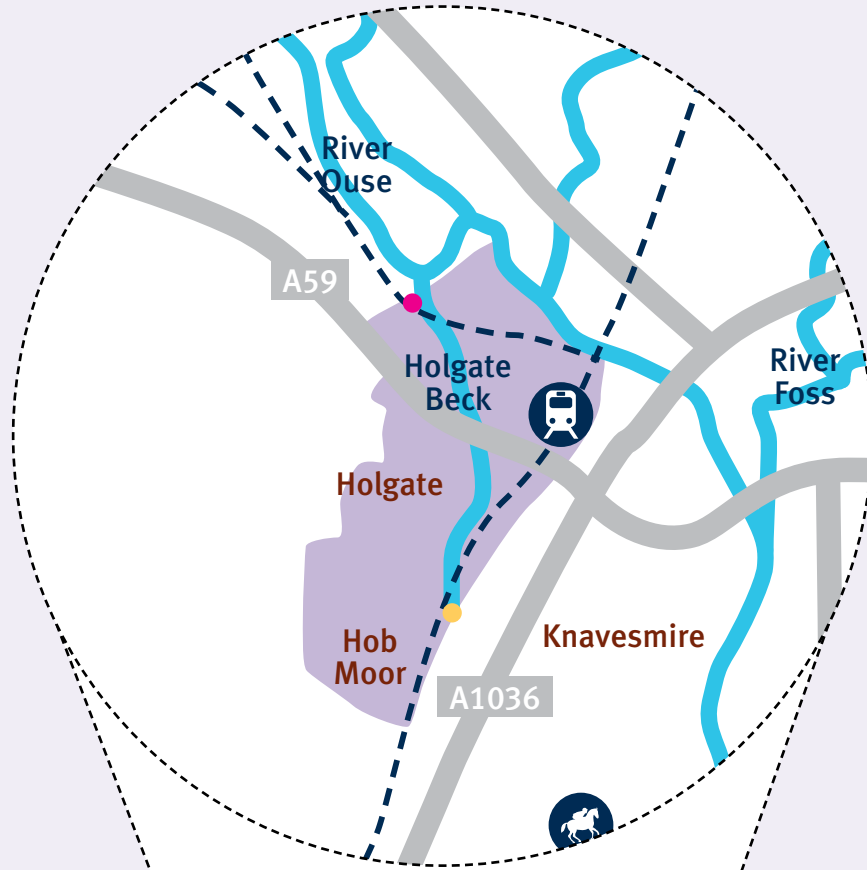 River
Ouse
A59
Holgate
Beck
River
Foss
Holgate
Hob
Moor
Knavesmire
A1036